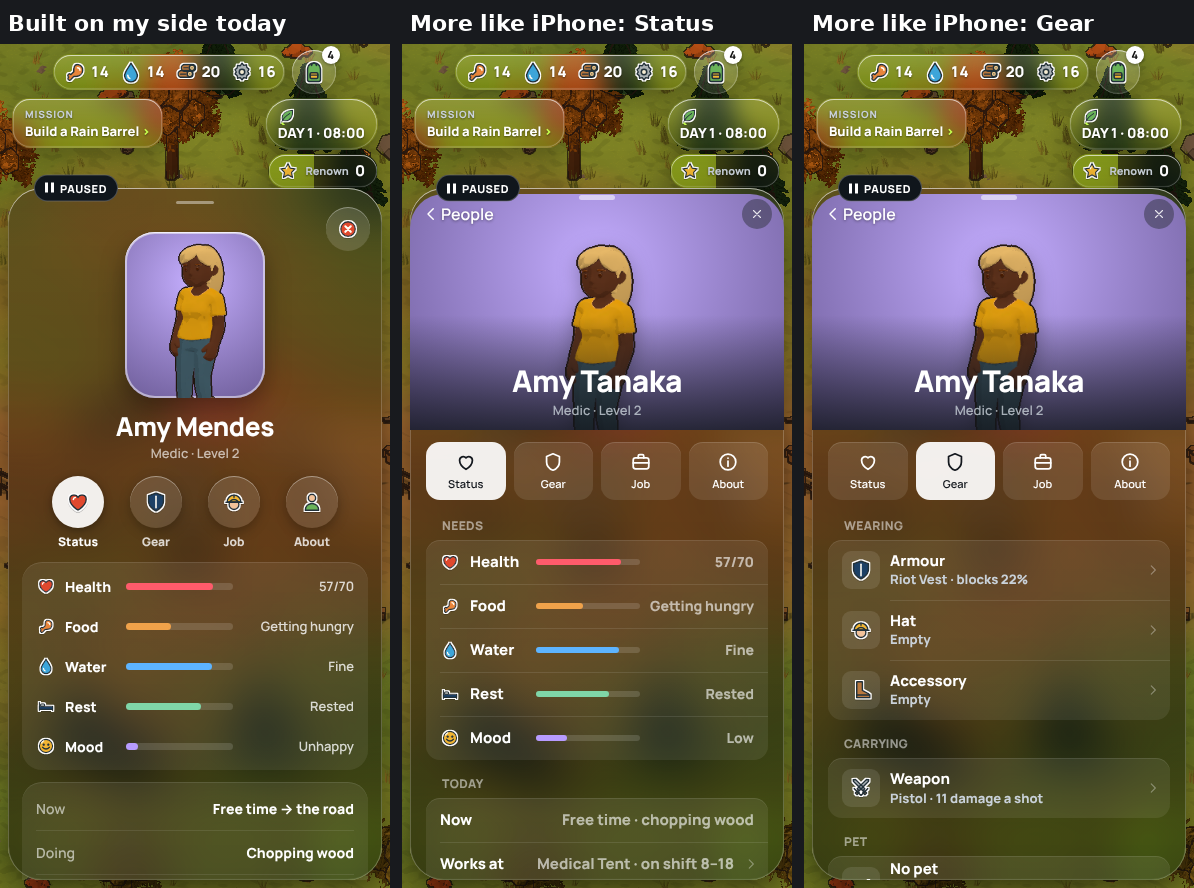 Built on my side today
14 14 20 16 4
MISSION
Build a Rain Barrel ›
DAY 1 · 08:00
Renown 0
PAUSED
Amy Mendes
Medic · Level 2
Status Gear Job About
Health 57/70
Food Getting hungry
Water Fine
Rest Rested
Mood Unhappy
Now Free time → the road
Doing Chopping wood
More like iPhone: Status
14 14 20 16 4
MISSION
Build a Rain Barrel ›
DAY 1 · 08:00
Renown 0
PAUSED
People
Amy Tanaka
Medic · Level 2
Status Gear Job About
NEEDS
Health 57/70
Food Getting hungry
Water Fine
Rest Rested
Mood Low
TODAY
Now Free time · chopping wood
Works at Medical Tent · on shift 8–18
More like iPhone: Gear
14 14 20 16 4
MISSION
Build a Rain Barrel ›
DAY 1 · 08:00
Renown 0
PAUSED
People
Amy Tanaka
Medic · Level 2
Status Gear Job About
WEARING
Armour
Riot Vest · blocks 22%
Hat
Empty
Accessory
Empty
CARRYING
Weapon
Pistol · 11 damage a shot
PET
No pet